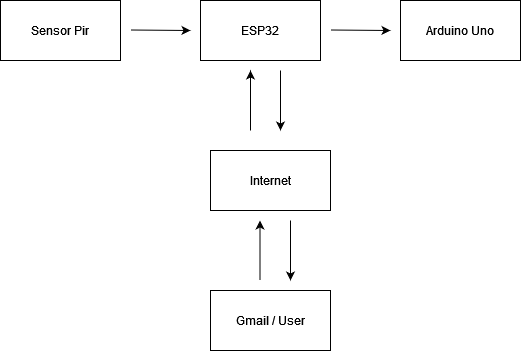 Sensor Pir
ESP32
Arduino Uno
Internet
Gmail / User